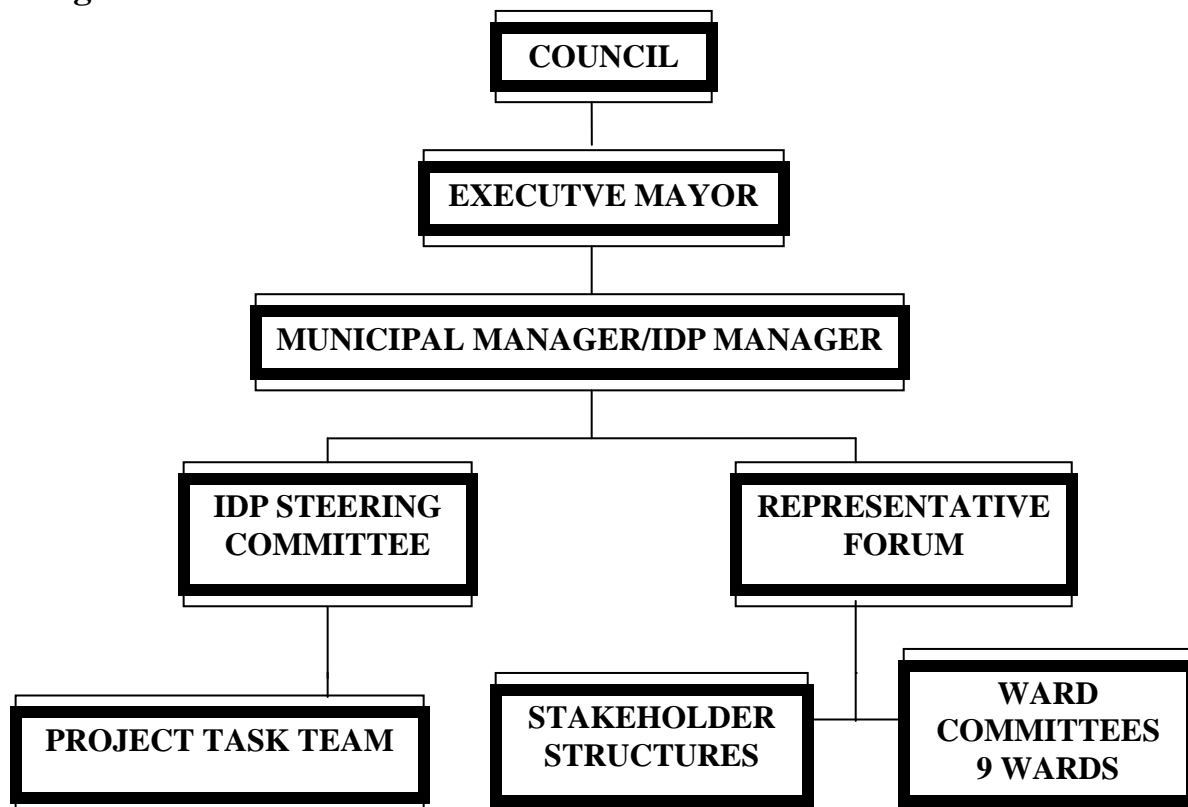 COUNCIL
EXECUTVE MAYOR
MUNICIPAL MANAGER/IDP MANAGER
IDP STEERING
COMMITTEE
REPRESENTATIVE
FORUM
PROJECT TASK TEAM
STAKEHOLDER
STRUCTURES
WARD
COMMITTEES
9 WARDS